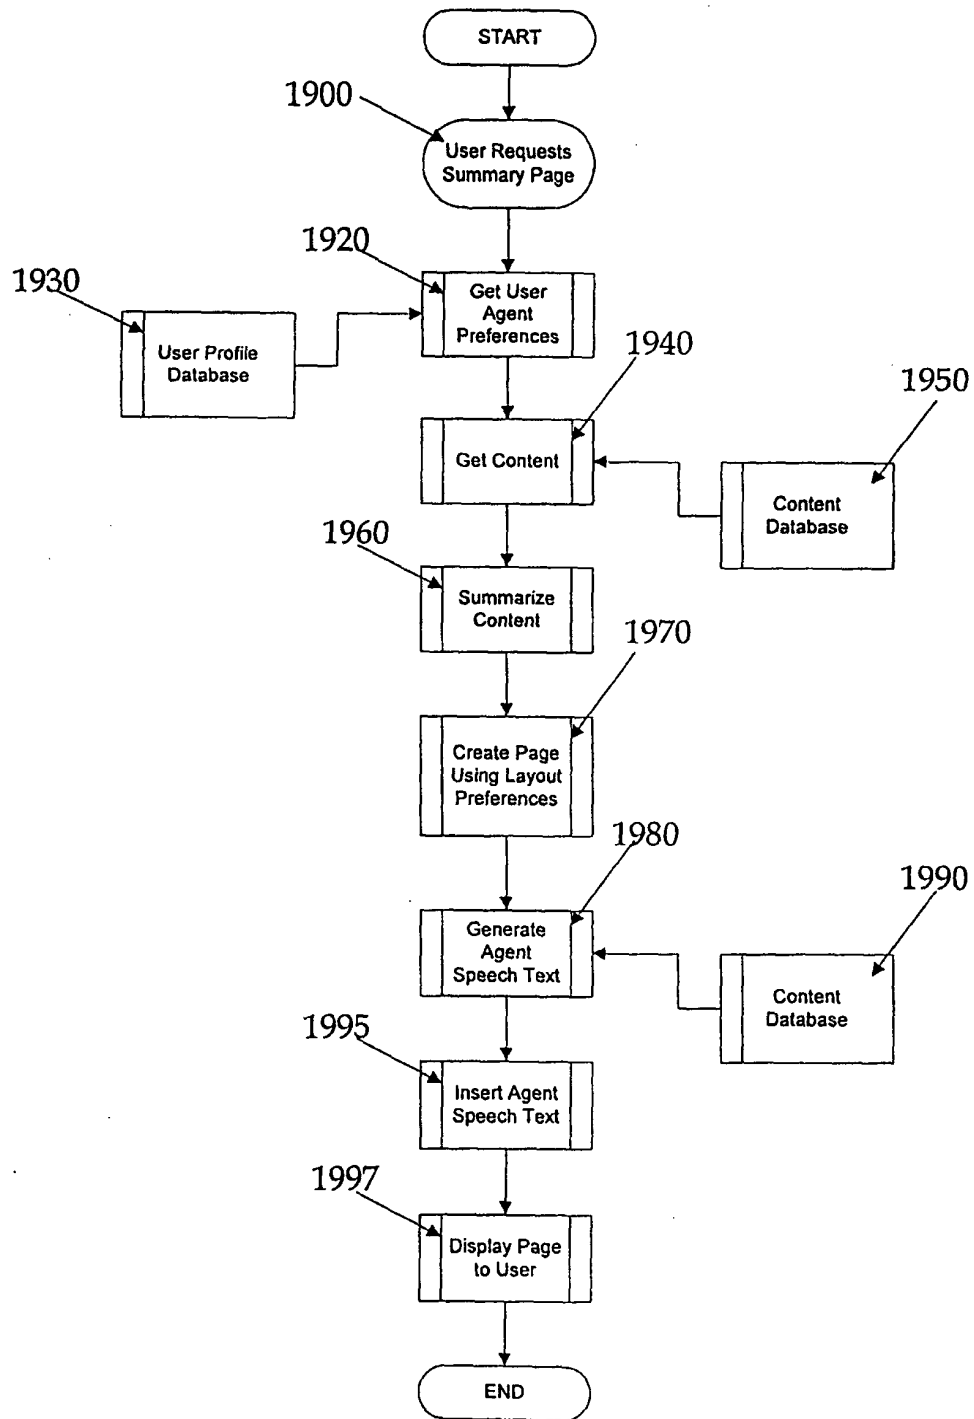 START
1900
User Requests
Summary Page
1920
Get User
Agent
Preferences
1930
User Profile
Database
1940
Get Content
1950
Content
Database
1960
Summarize
Content
1970
Create Page
Using Layout
Preferences
1980
Generate
Agent
Speech Text
1990
Content
Database
1995
Insert Agent
Speech Text
1997
Display Page
to User
END